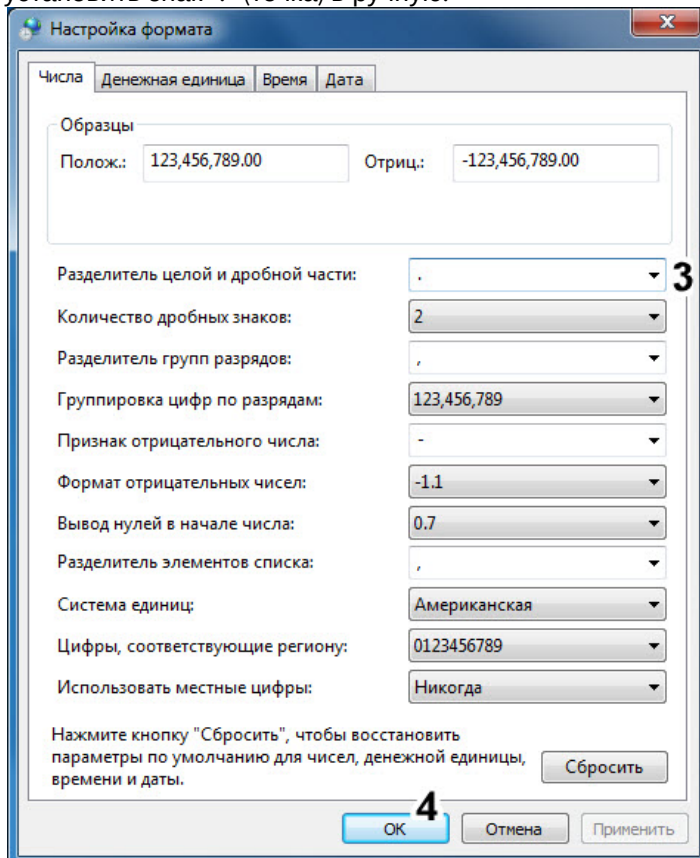 установить знак "." (точка) в ручную.
Настройка формата
Числа Денежная единица Время Дата
Образцы
Полож.: 123,456,789.00 Отриц.: -123,456,789.00
Разделитель целой и дробной части: . 3
Количество дробных знаков: 2
Разделитель групп разрядов: ,
Группировка цифр по разрядам: 123,456,789
Признак отрицательного числа: -
Формат отрицательных чисел: -1.1
Вывод нулей в начале числа: 0.7
Разделитель элементов списка: ,
Система единиц: Американская
Цифры, соответствующие региону: 0123456789
Использовать местные цифры: Никогда
Нажмите кнопку "Сбросить", чтобы восстановить
параметры по умолчанию для чисел, денежной единицы,
времени и даты.
Сбросить
4
ОК Отмена Применить